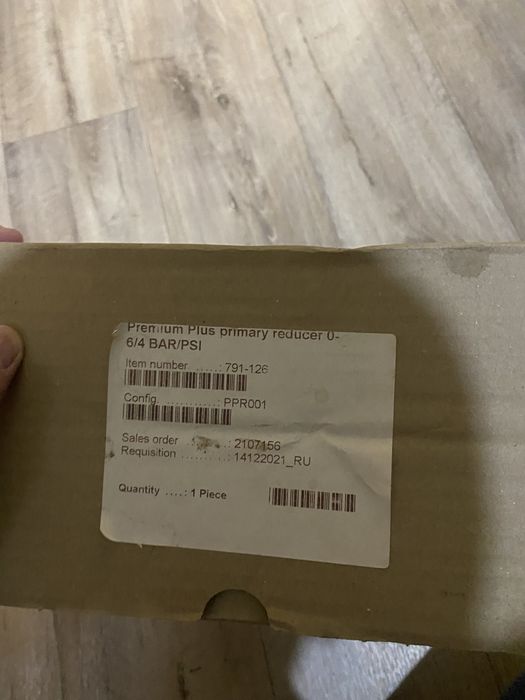 Premium Plus primary reducer 0-
6/4 BAR/PSI
Item number .....: 791-126
Config. ...........: PPR001
Sales order ........: 2107156
Requisition .........: 14122021_RU
Quantity ....: 1 Piece